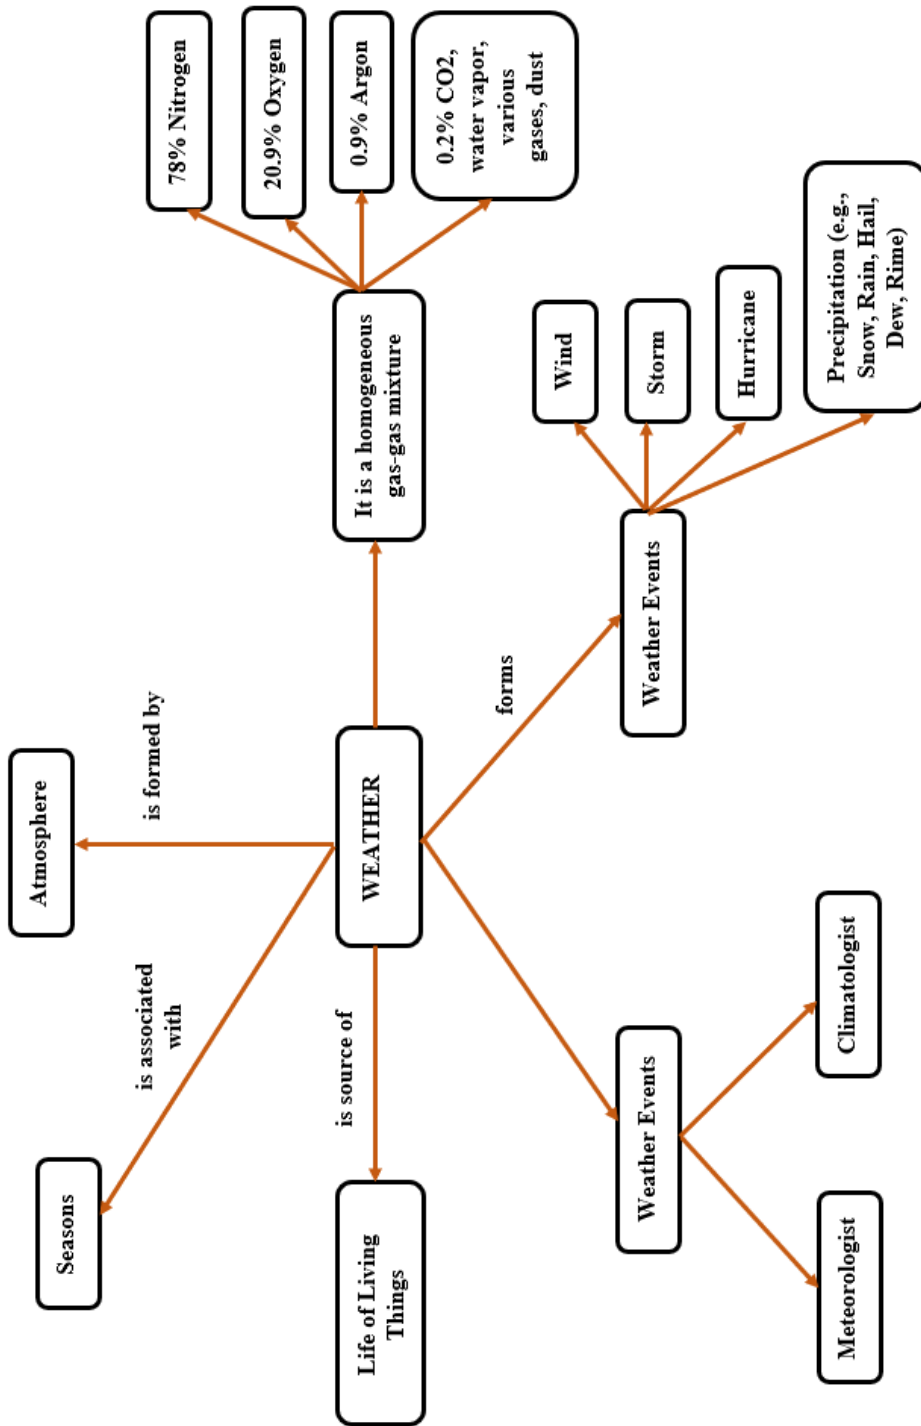 Seasons
is associated
with
Atmosphere
is formed by
78% Nitrogen
20.9% Oxygen
0.9% Argon
0.2% CO2,
water vapor,
various
gases, dust
Life of Living
Things
is source of
WEATHER
It is a homogeneous
gas-gas mixture
forms
Wind
Storm
Hurricane
Precipitation (e.g.,
Snow, Rain, Hail,
Dew, Rime)
Weather Events
Weather Events
Meteorologist
Climatologist